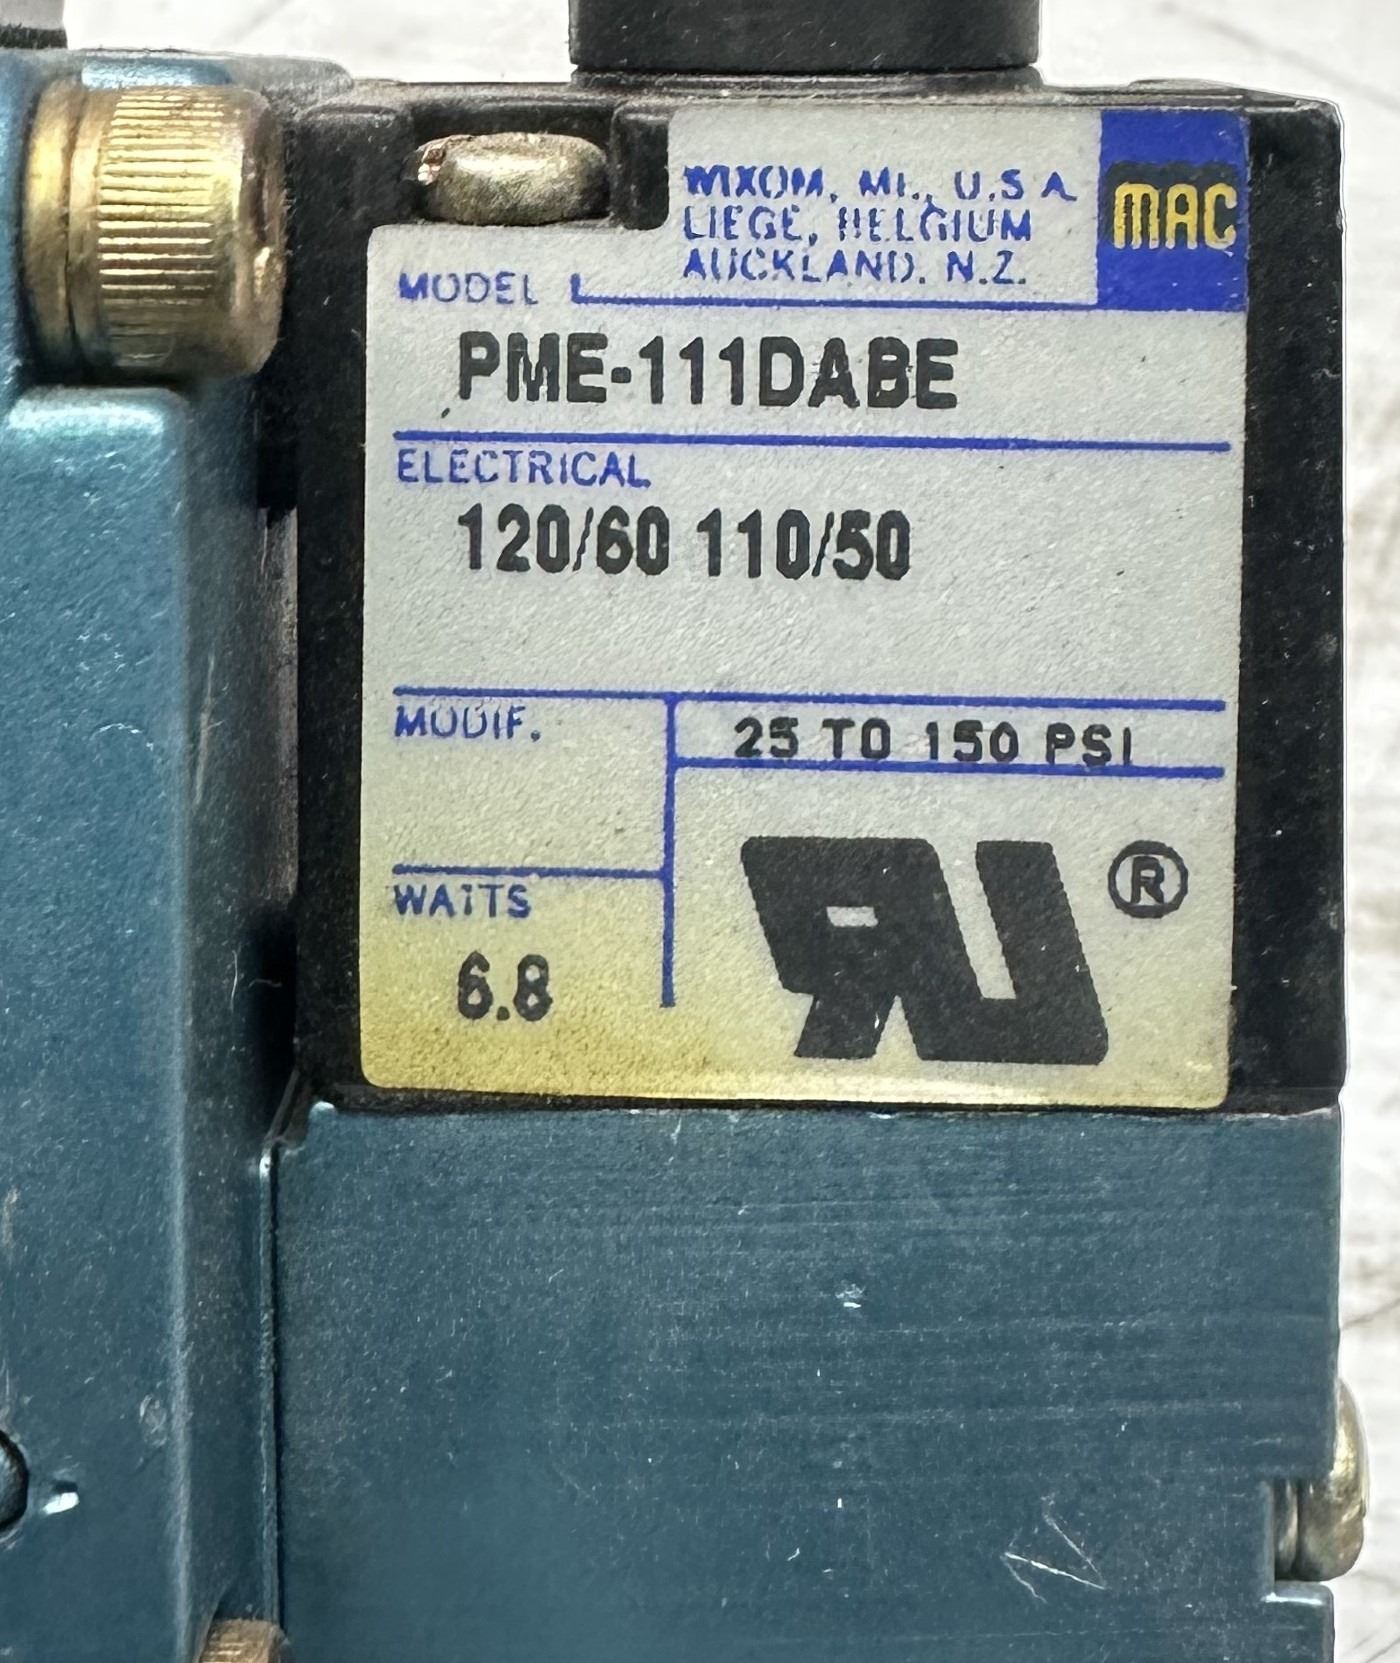 WIXOM, MI., U.S.A.
LIEGE, BELGIUM
AUCKLAND, N.Z.
MAC
MODEL
PME-111DABE
ELECTRICAL
120/60 110/50
MODIF.
25 TO 150 PSI
WATTS
6.8
RU ®